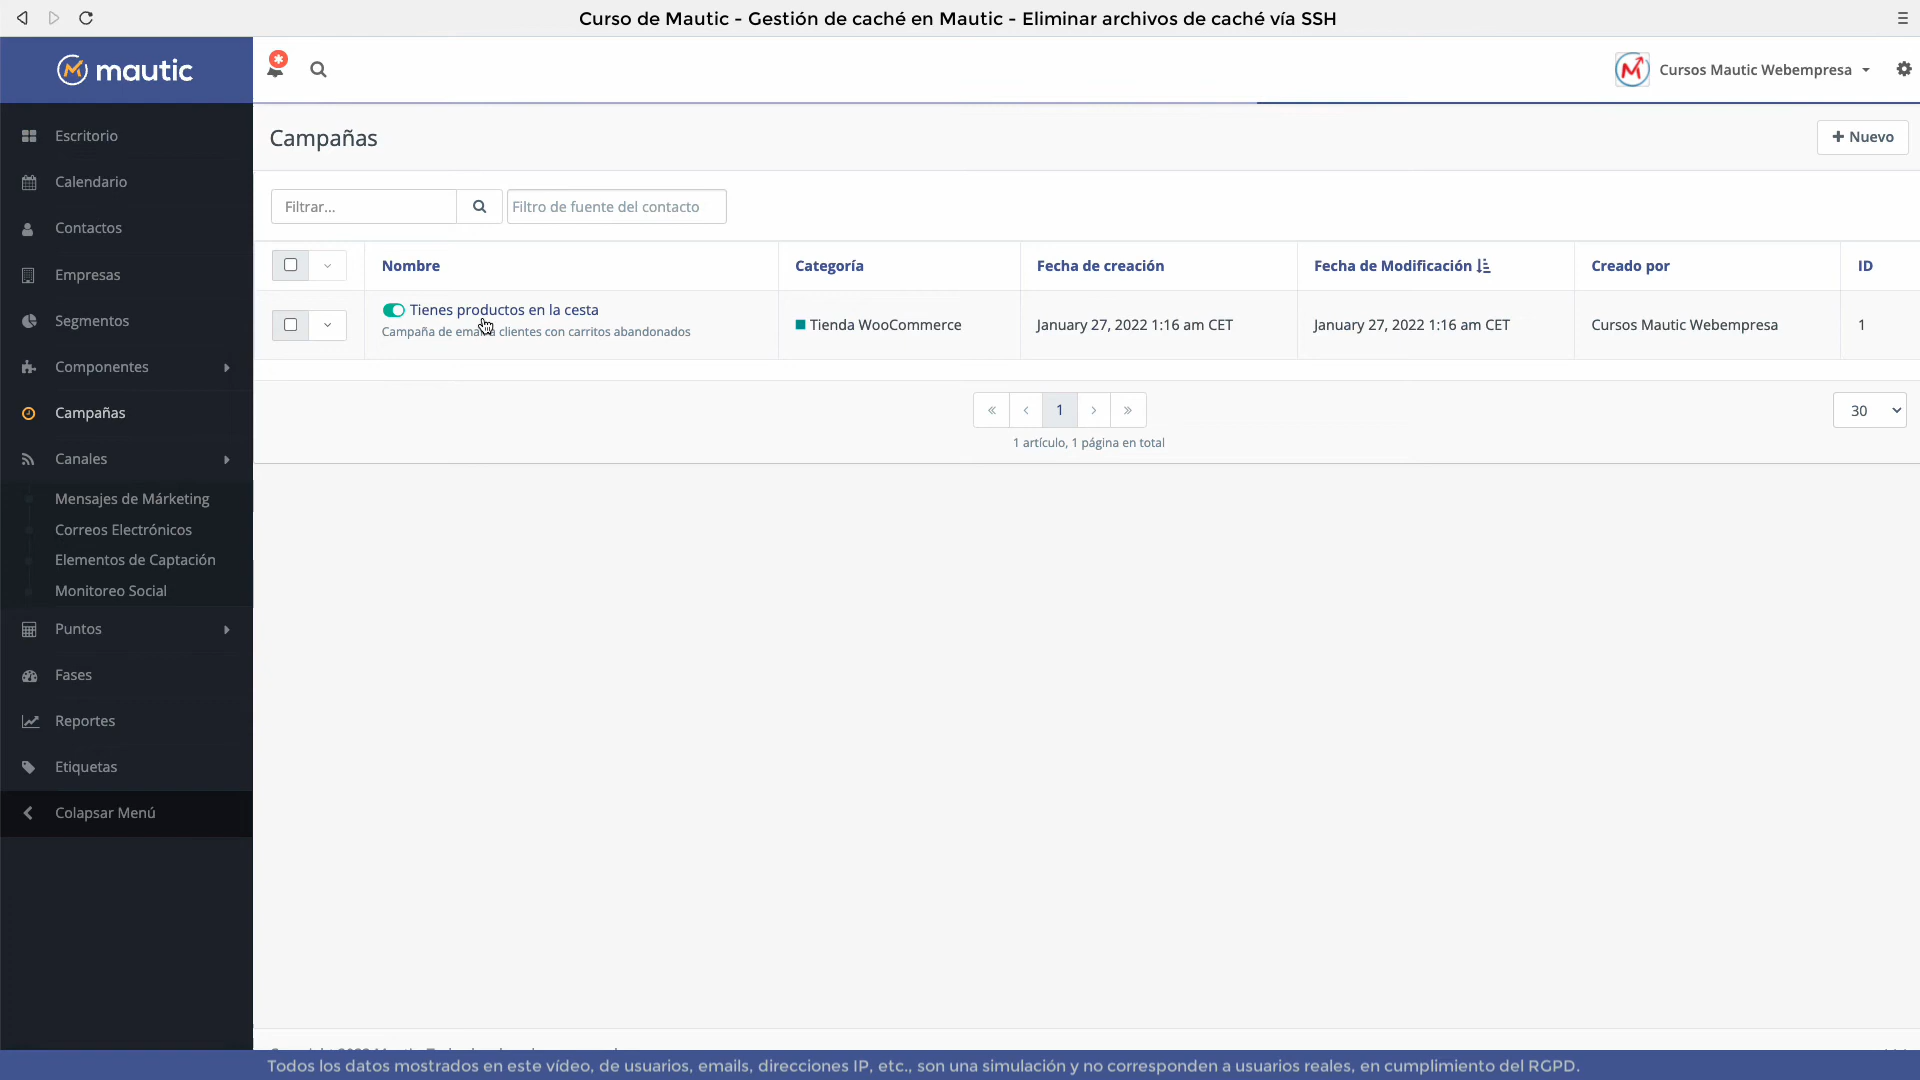 Curso de Mautic - Gestión de caché en Mautic - Eliminar archivos de caché vía SSH
mautic
Cursos Mautic Webempresa
Escritorio
Calendario
Contactos
Empresas
Segmentos
Componentes
Campañas
Canales
Mensajes de Márketing
Correos Electrónicos
Elementos de Captación
Monitoreo Social
Puntos
Fases
Reportes
Etiquetas
Colapsar Menú
Campañas
+ Nuevo
Filtrar...
Filtro de fuente del contacto
Nombre Categoría Fecha de creación Fecha de Modificación Creado por ID
Tienes productos en la cesta
Campaña de email a clientes con carritos abandonados
Tienda WooCommerce January 27, 2022 1:16 am CET January 27, 2022 1:16 am CET Cursos Mautic Webempresa 1
« ‹ 1 › »
30
1 artículo, 1 página en total
Todos los datos mostrados en este vídeo, de usuarios, emails, direcciones IP, etc., son una simulación y no corresponden a usuarios reales, en cumplimiento del RGPD.